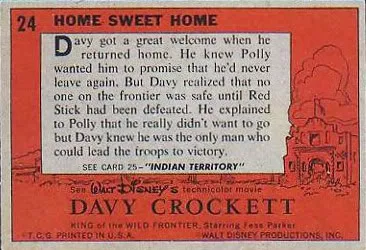 24 HOME SWEET HOME
Davy got a great welcome when he
returned home. He knew Polly
wanted him to promise that he'd never
leave again. But Davy realized that no
one on the frontier was safe until Red
Stick had been defeated. He explained
to Polly that he really didn't want to go
but Davy knew he was the only man who
could lead the troops to victory.
SEE CARD 25—"INDIAN TERRITORY"
See Walt Disney's technicolor movie
DAVY CROCKETT
KING of the WILD FRONTIER, Starring Fess Parker
T.C.G. PRINTED IN U.S.A. ©WALT DISNEY PRODUCTIONS, INC.